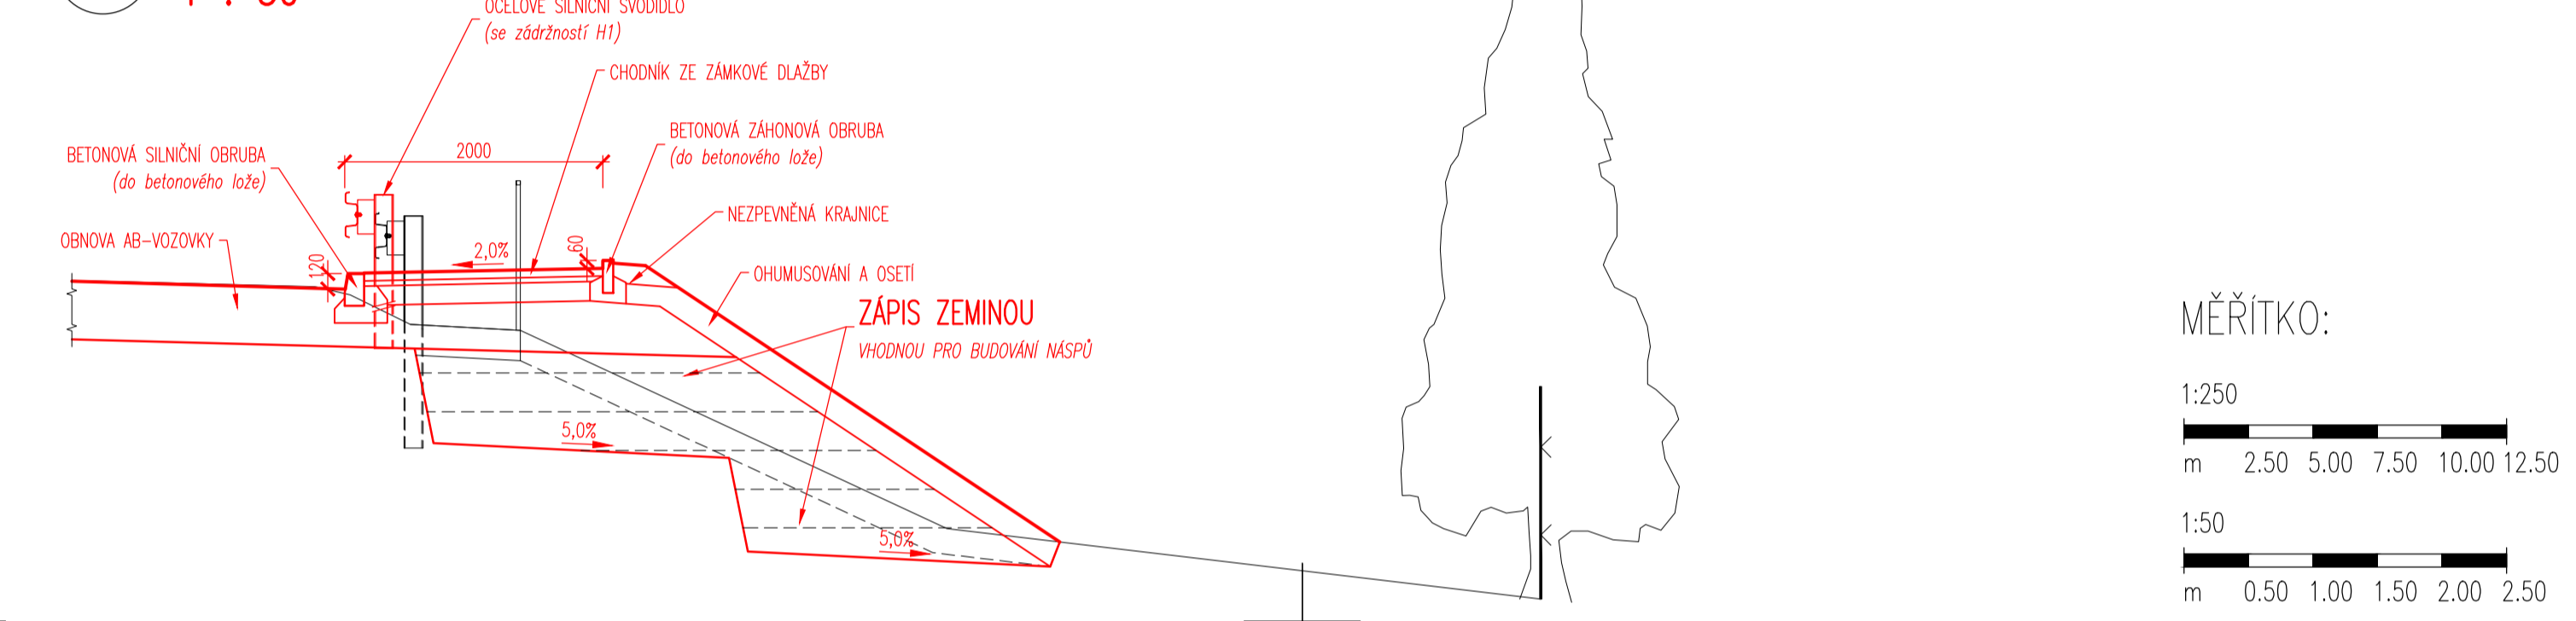 OCELOVÉ SILNIČNÍ SVODIDLO
(se zádržností H1)
CHODNÍK ZE ZÁMKOVÉ DLAŽBY
BETONOVÁ ZÁHONOVÁ OBRUBA
(do betonového lože)
2000
BETONOVÁ SILNIČNÍ OBRUBA
(do betonového lože)
NEZPEVNĚNÁ KRAJNICE
OBNOVA AB-VOZOVKY
120
2,0%
60
OHUMUSOVÁNÍ A OSETÍ
ZÁPIS ZEMINOU
VHODNOU PRO BUDOVÁNÍ NÁSPŮ
5,0%
5,0%
MĚŘÍTKO:
1:250
m 2.50 5.00 7.50 10.00 12.50
1:50
m 0.50 1.00 1.50 2.00 2.50